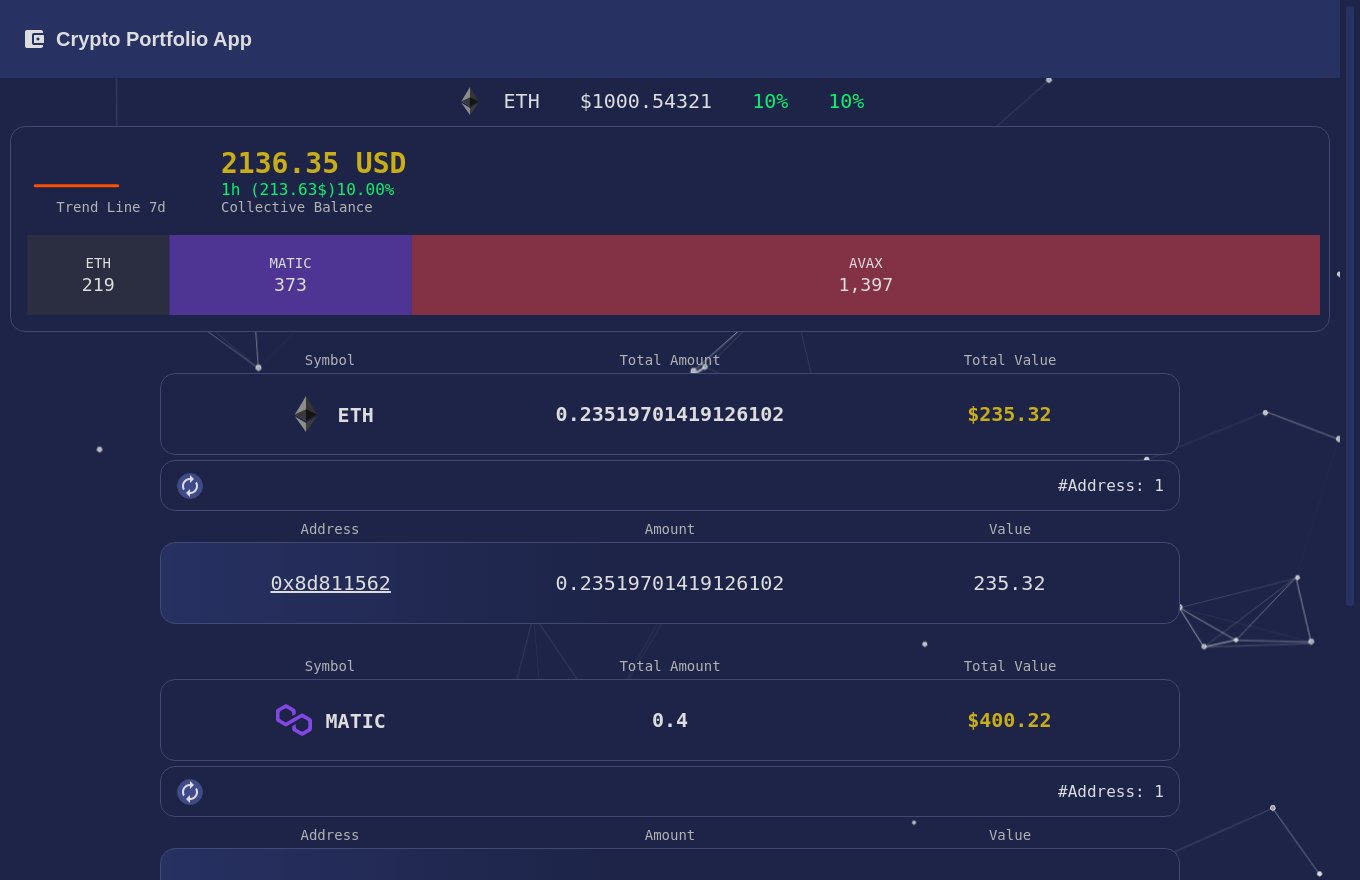 Crypto Portfolio App
ETH $1000.54321 10% 10%
2136.35 USD
1h (213.63$)10.00%
Trend Line 7d Collective Balance
ETH MATIC AVAX
219 373 1,397
Symbol Total Amount Total Value
ETH 0.23519701419126102 $235.32
#Address: 1
Address Amount Value
0x8d811562 0.23519701419126102 235.32
Symbol Total Amount Total Value
MATIC 0.4 $400.22
#Address: 1
Address Amount Value